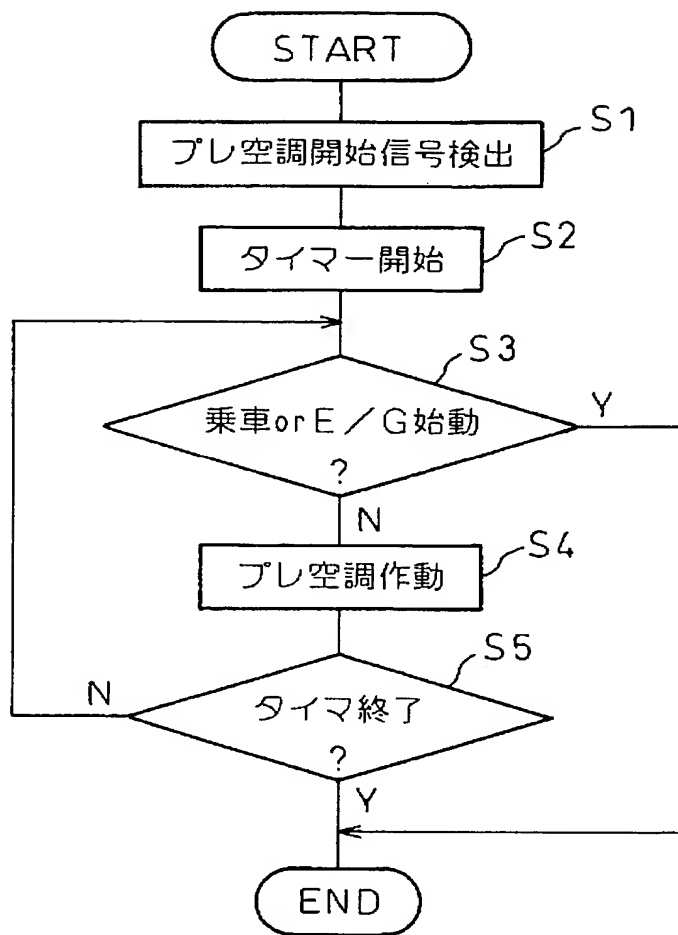 START
プレ空調開始信号検出
S1
タイマー開始
S2
S3
乗車orE／G始動
?
Y
N
プレ空調作動
S4
S5
タイマ終了
?
N
Y
END